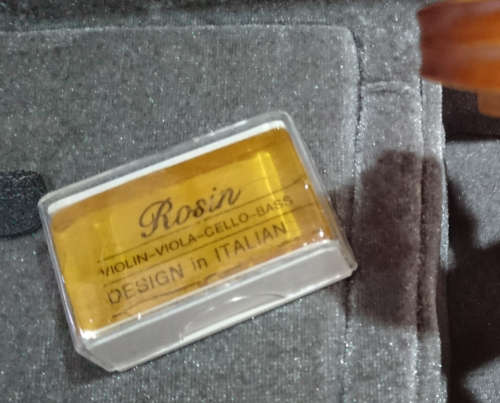 Rosin
VIOLIN-VIOLA-CELLO-BASS
DESIGN in ITALIAN